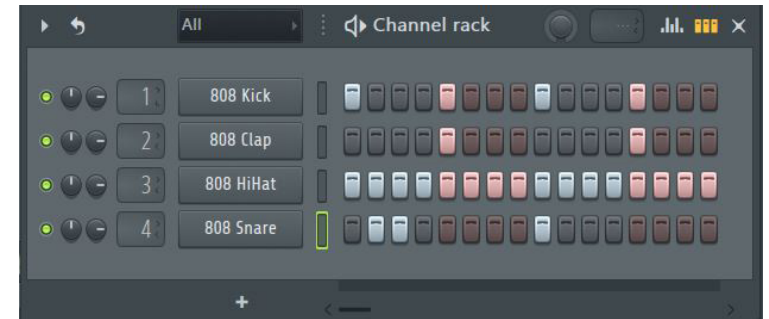 All Channel rack ---
1 808 Kick
2 808 Clap
3 808 HiHat
4 808 Snare
+